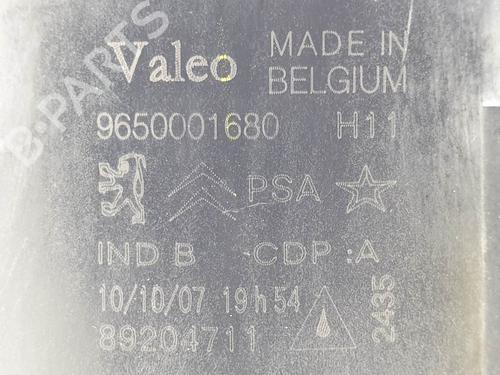 B-PARTS
Valeo MADE IN BELGIUM
9650001680 H11
PSA
IND B CDP :A
10/10/07 19h54
89204711
2435